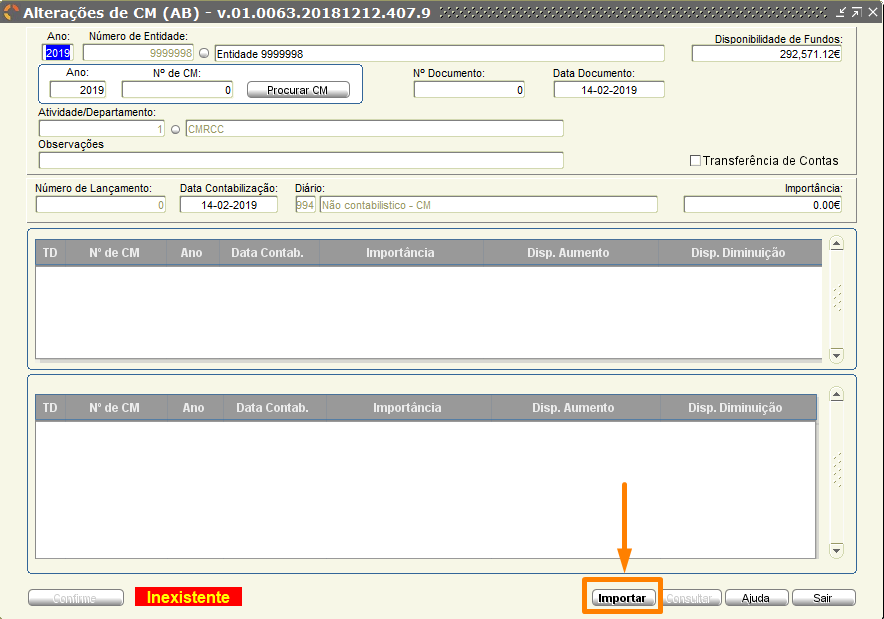 Alterações de CM (AB) - v.01.0063.20181212.407.9
Ano: Número de Entidade: Disponibilidade de Fundos:
2019 9999998 Entidade 9999998 292,571.12€
Ano: Nº de CM: Nº Documento: Data Documento:
2019 0 Procurar CM 0 14-02-2019
Atividade/Departamento:
1 CMRCC
Observações
Transferência de Contas
Número de Lançamento: Data Contabilização: Diário: Importância:
0 14-02-2019 994 Não contabilistico - CM 0.00€
TD Nº de CM Ano Data Contab. Importância Disp. Aumento Disp. Diminuição
TD Nº de CM Ano Data Contab. Importância Disp. Aumento Disp. Diminuição
Confirme Inexistente Importar Consultar Ajuda Sair